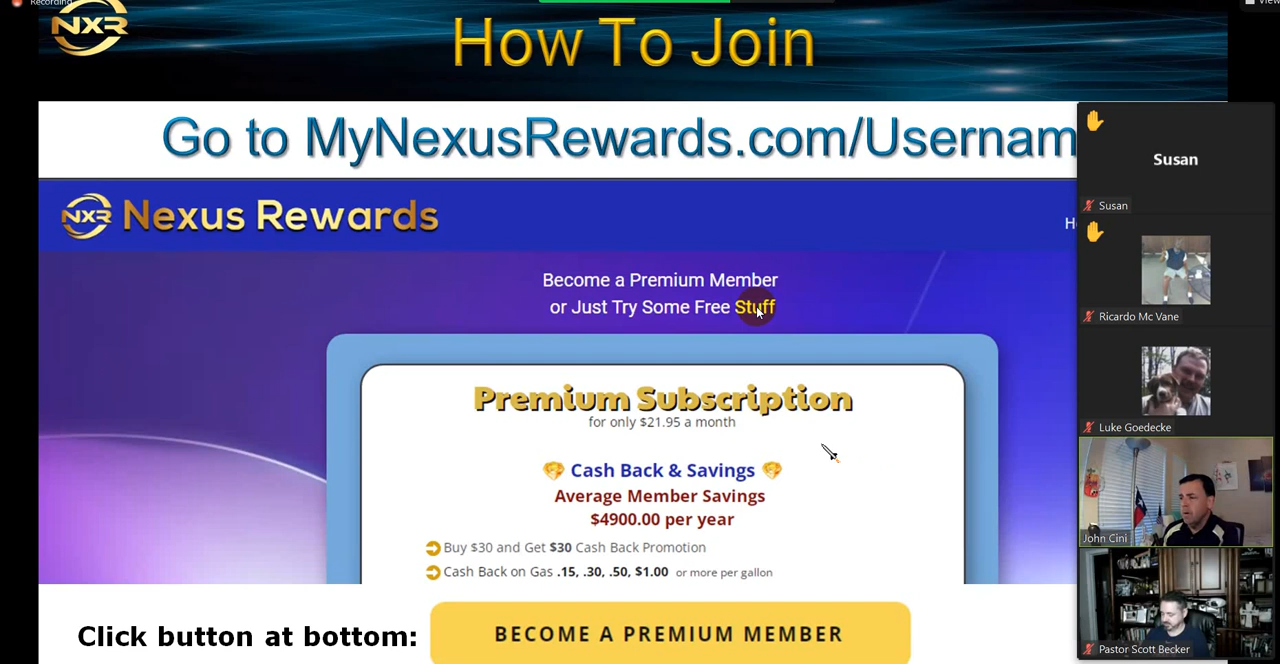 Recording
View
NXR
How To Join
Go to MyNexusRewards.com/Usernam
NXR Nexus Rewards
Become a Premium Member
or Just Try Some Free Stuff
Premium Subscription
for only $21.95 a month
Cash Back & Savings
Average Member Savings
$4900.00 per year
Buy $30 and Get $30 Cash Back Promotion
Cash Back on Gas .15, .30, .50, $1.00 or more per gallon
Click button at bottom:
BECOME A PREMIUM MEMBER
Susan
Susan
Ricardo Mc Vane
Luke Goedecke
John Cini
Pastor Scott Becker